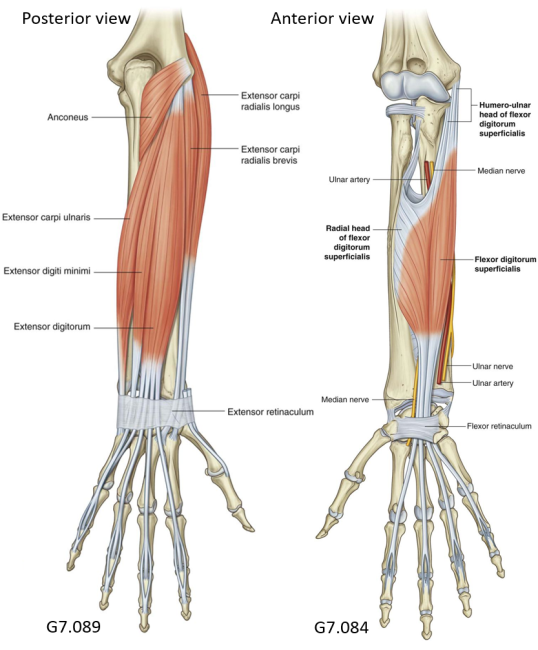 Posterior view
Anterior view
Extensor carpi
radialis longus
Anconeus
Extensor carpi
radialis brevis
Extensor carpi ulnaris
Extensor digiti minimi
Extensor digitorum
Extensor retinaculum
G7.089
Humero-ulnar
head of flexor
digitorum
superficialis
Median nerve
Ulnar artery
Radial head
of flexor
digitorum
superficialis
Flexor digitorum
superficialis
Ulnar nerve
Ulnar artery
Median nerve
Flexor retinaculum
G7.084